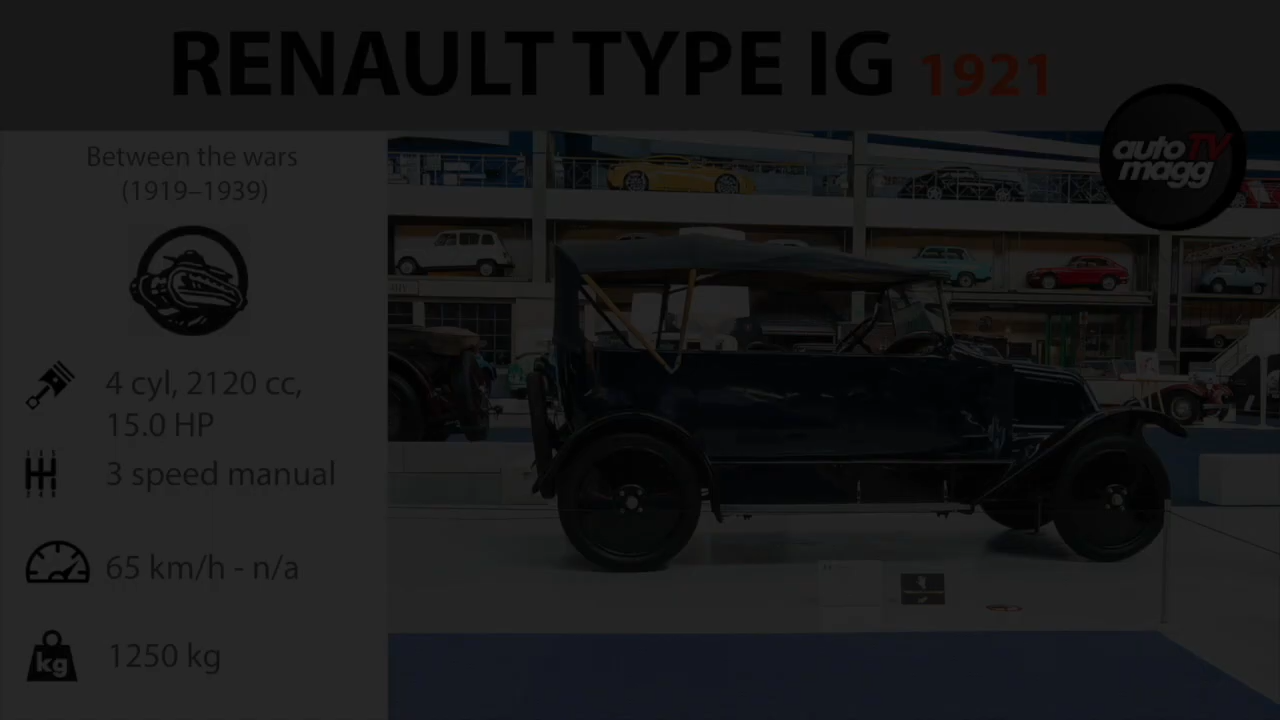 RENAULT TYPE IG 1921
auto TV
magg
Between the wars
(1919–1939)
4 cyl, 2120 cc,
15.0 HP
3 speed manual
65 km/h - n/a
kg 1250 kg